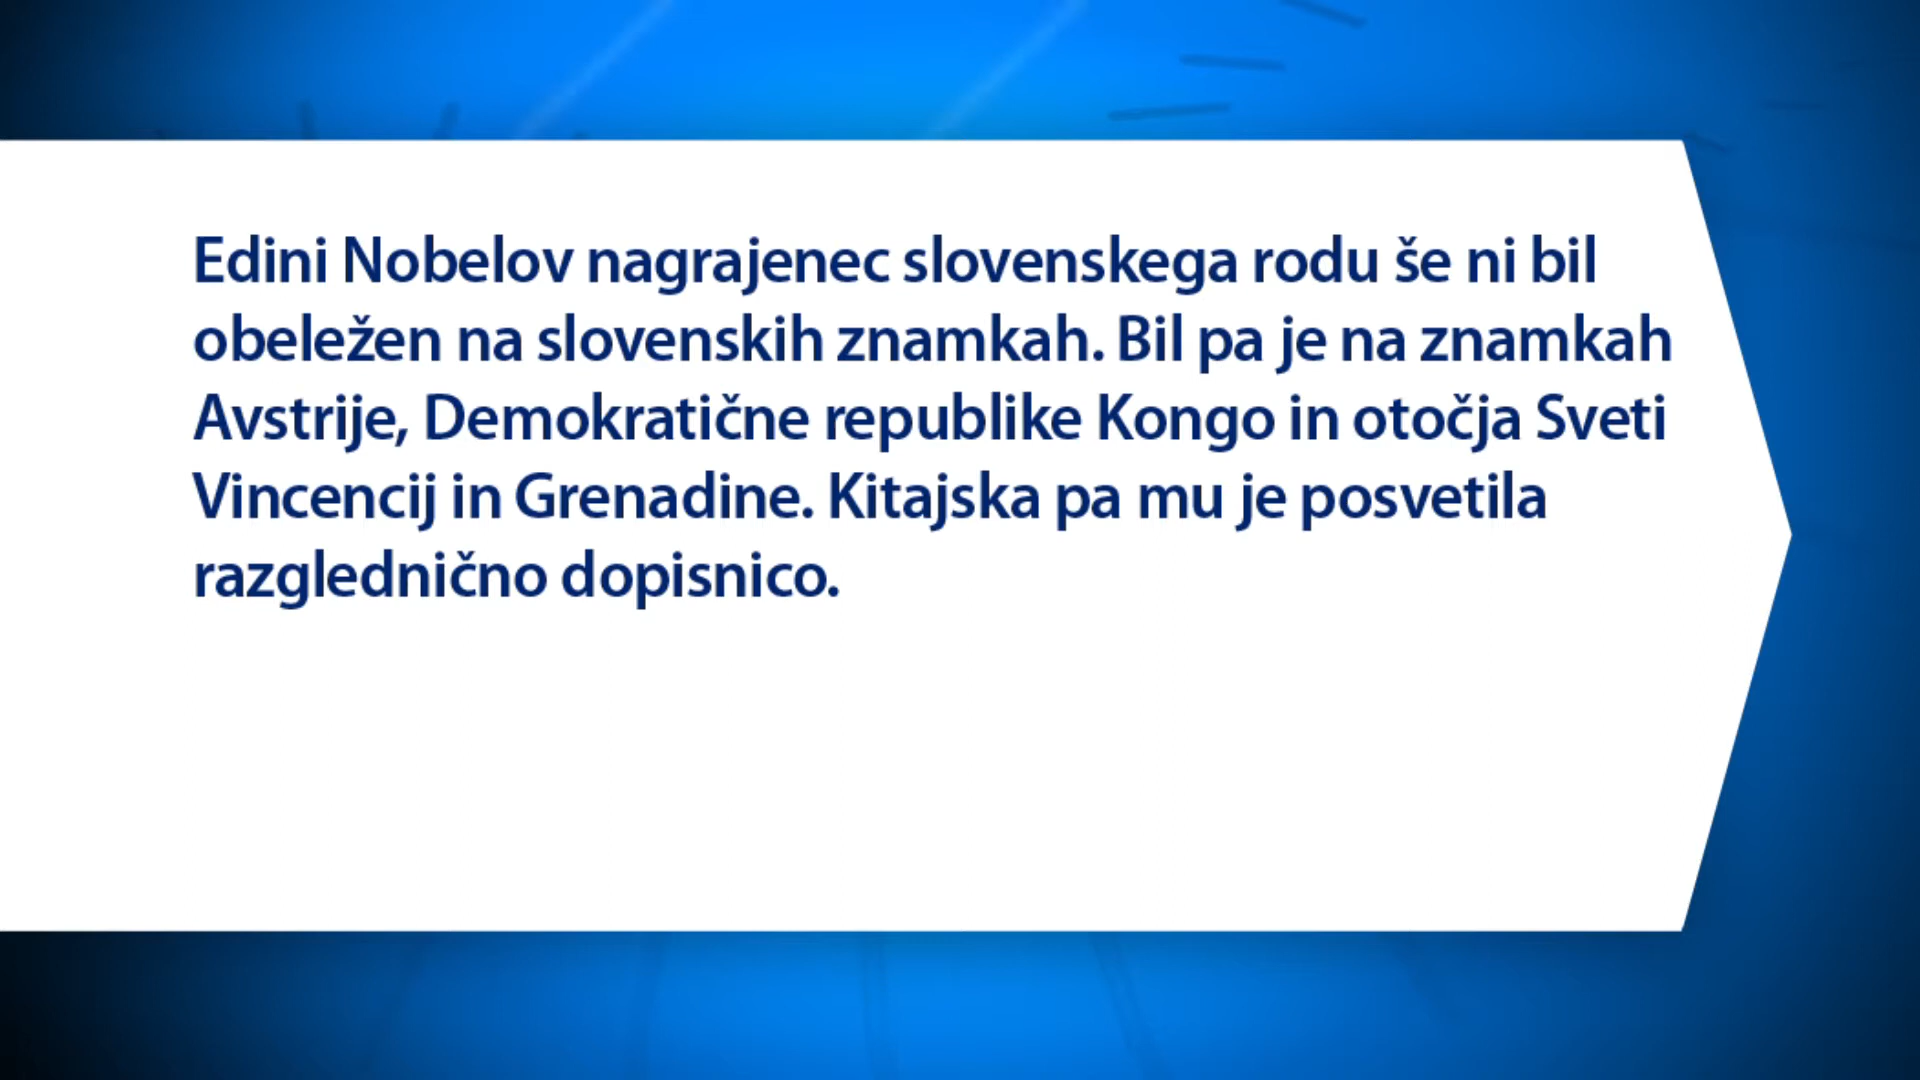 Edini Nobelov nagrajenec slovenskega rodu še ni bil
obeležen na slovenskih znamkah. Bil pa je na znamkah
Avstrije, Demokratične republike Kongo in otočja Sveti
Vincencij in Grenadine. Kitajska pa mu je posvetila
razglednično dopisnico.